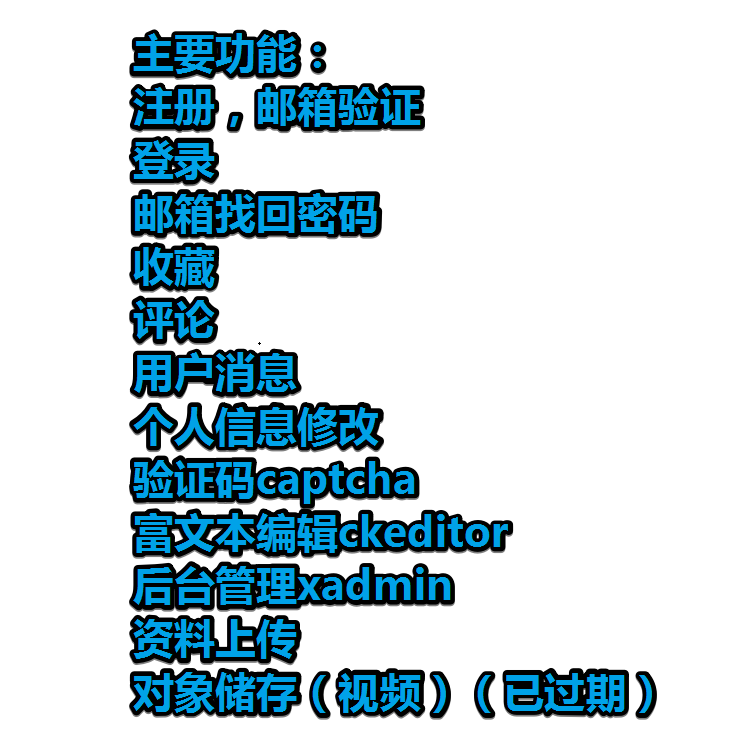 主要功能：
注册，邮箱验证
登录
邮箱找回密码
收藏
评论
用户消息
个人信息修改
验证码captcha
富文本编辑ckeditor
后台管理xadmin
资料上传
对象储存（视频）（已过期）